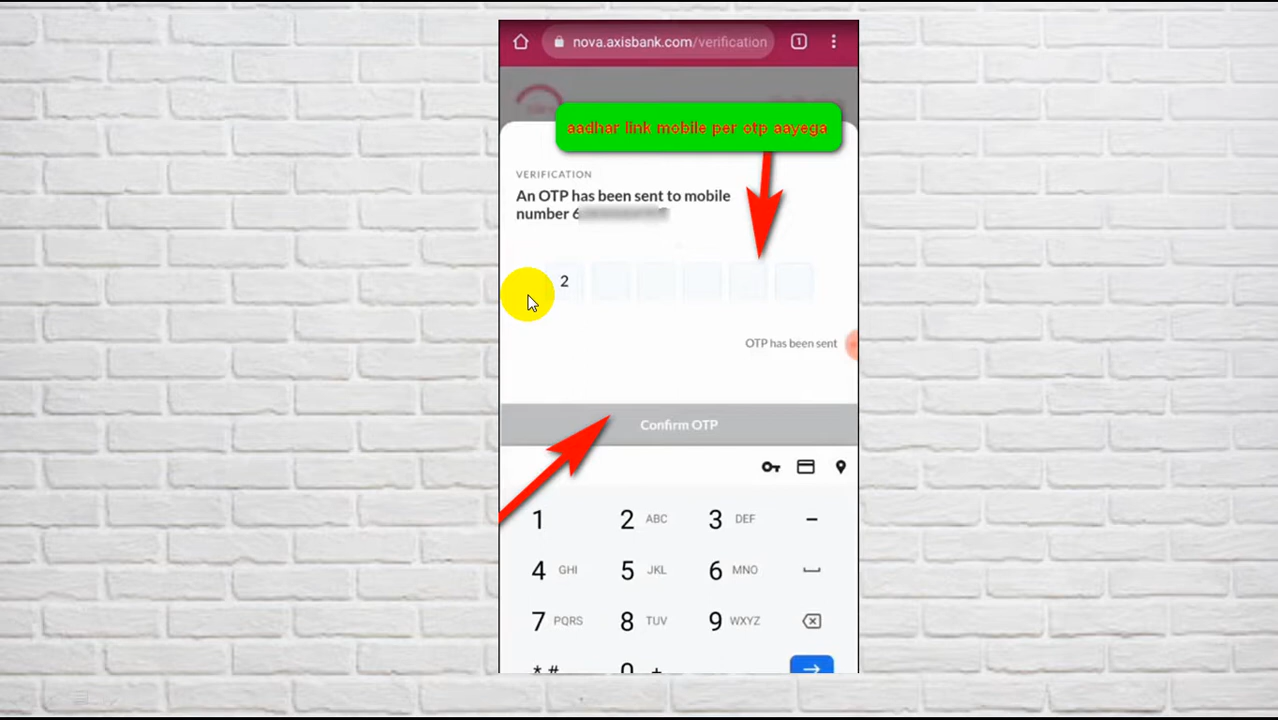 nova.axisbank.com/verification
1
aadhar link mobile per otp aayega
VERIFICATION
An OTP has been sent to mobile
number 6
2
OTP has been sent
Confirm OTP
1 2 ABC 3 DEF –
4 GHI 5 JKL 6 MNO
7 PQRS 8 TUV 9 WXYZ
* # 0 +